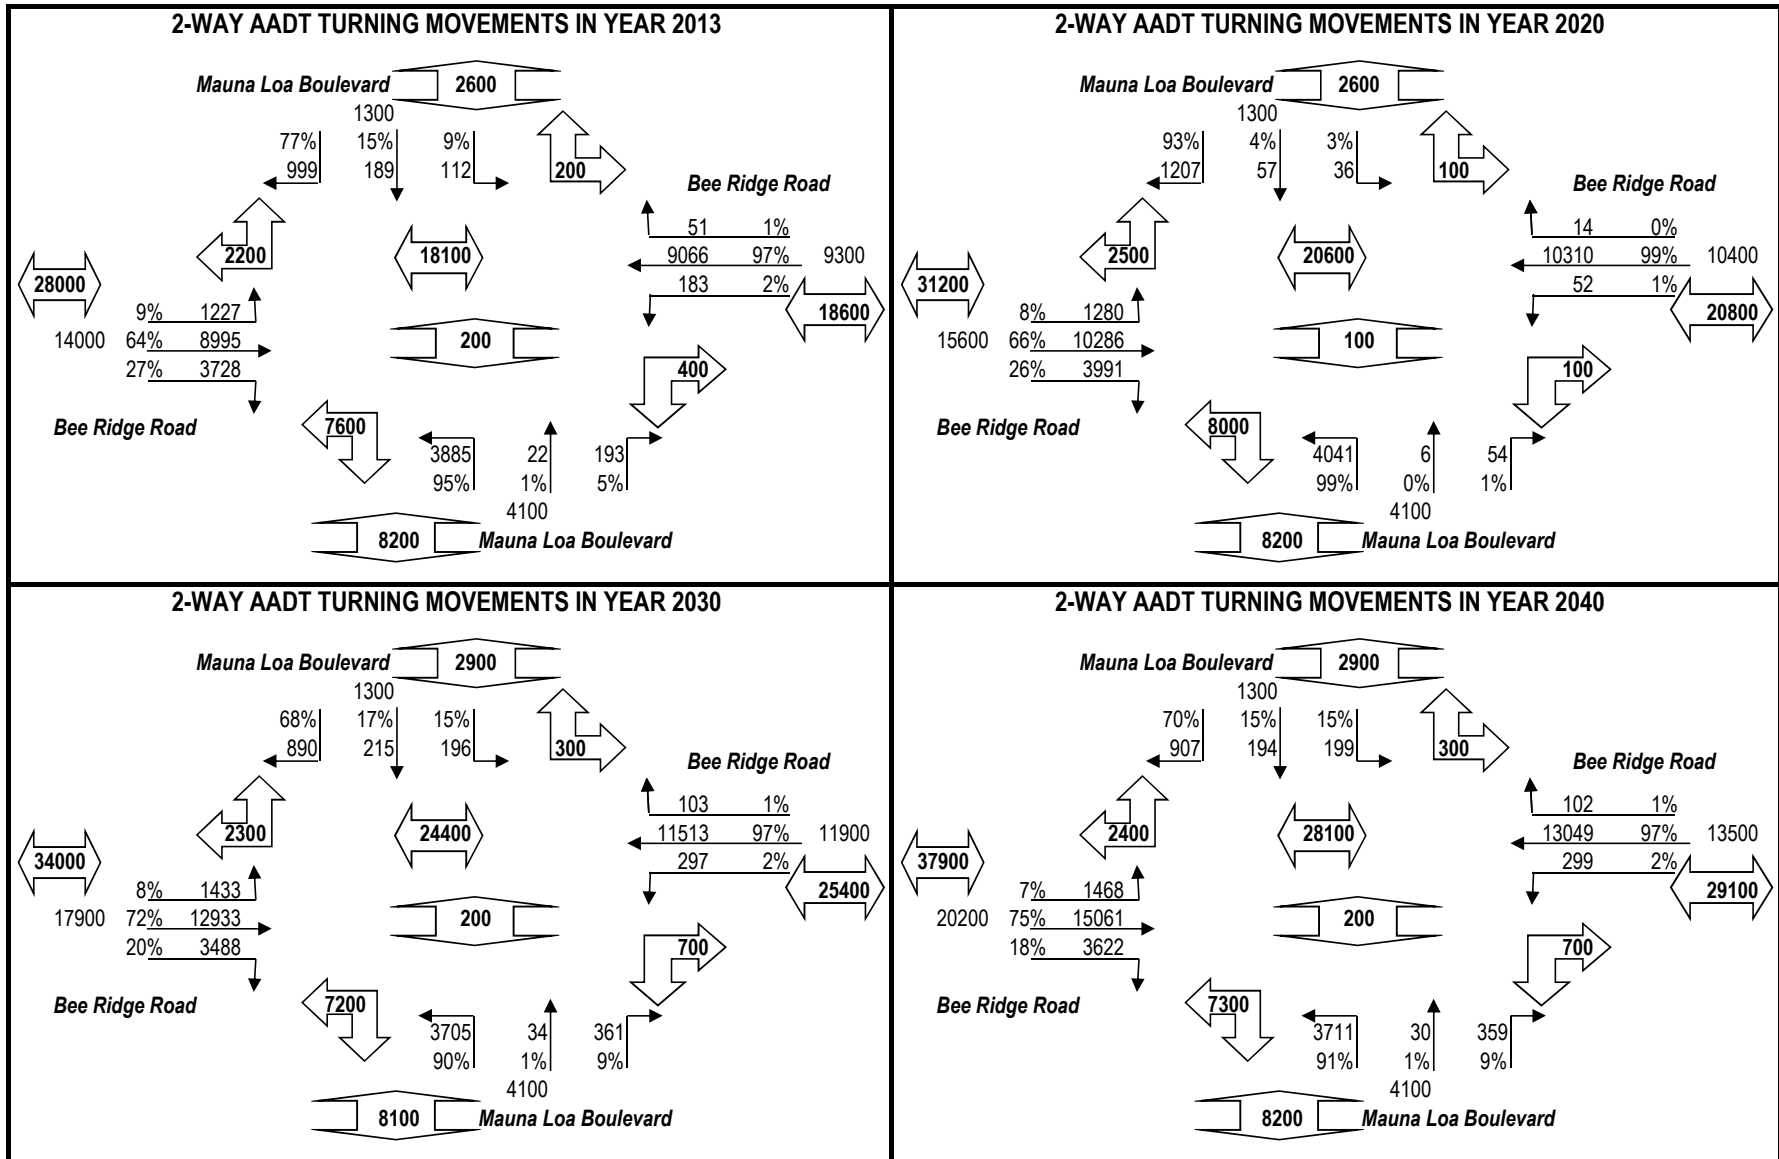 2-WAY AADT TURNING MOVEMENTS IN YEAR 2013
Mauna Loa Boulevard 2600
1300
77% 15% 9%
999 189 112 200
Bee Ridge Road
51 1%
2200 18100 9066 97% 9300
28000 183 2% 18600
9% 1227
14000 64% 8995 200
27% 3728 400
Bee Ridge Road 7600
3885 22 193
95% 1% 5%
4100
8200 Mauna Loa Boulevard
2-WAY AADT TURNING MOVEMENTS IN YEAR 2020
Mauna Loa Boulevard 2600
1300
93% 4% 3%
1207 57 36 100
Bee Ridge Road
14 0%
2500 20600 10310 99% 10400
31200 52 1% 20800
8% 1280
15600 66% 10286 100
26% 3991 100
Bee Ridge Road 8000
4041 6 54
99% 0% 1%
4100
8200 Mauna Loa Boulevard
2-WAY AADT TURNING MOVEMENTS IN YEAR 2030
Mauna Loa Boulevard 2900
1300
68% 17% 15%
890 215 196 300
Bee Ridge Road
103 1%
2300 24400 11513 97% 11900
34000 297 2% 25400
8% 1433
17900 72% 12933 200
20% 3488 700
Bee Ridge Road 7200
3705 34 361
90% 1% 9%
4100
8100 Mauna Loa Boulevard
2-WAY AADT TURNING MOVEMENTS IN YEAR 2040
Mauna Loa Boulevard 2900
1300
70% 15% 15%
907 194 199 300
Bee Ridge Road
102 1%
2400 28100 13049 97% 13500
37900 299 2% 29100
7% 1468
20200 75% 15061 200
18% 3622 700
Bee Ridge Road 7300
3711 30 359
91% 1% 9%
4100
8200 Mauna Loa Boulevard